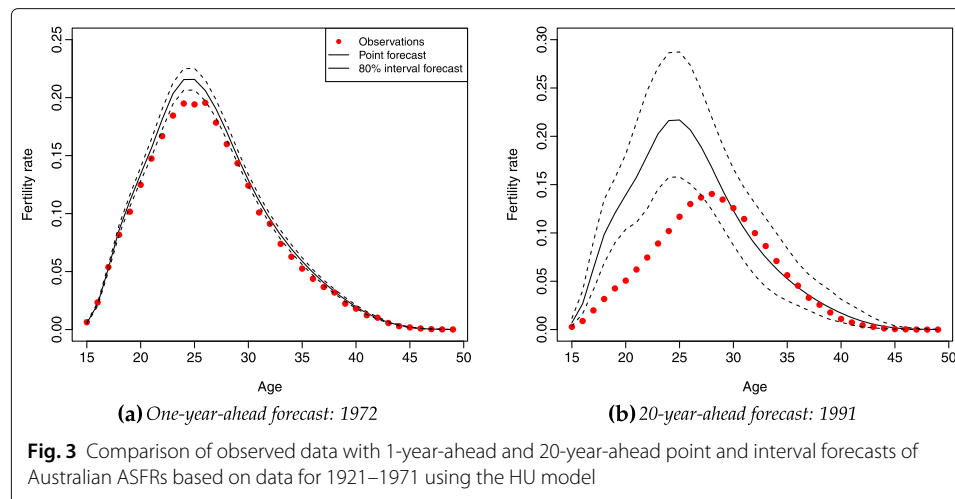 0.25
0.20
0.15
0.10
0.05
0.00
Fertility rate
Observations
Point forecast
80% interval forecast
15 20 25 30 35 40 45 50
Age
(a) One-year-ahead forecast: 1972
0.30
0.25
0.20
0.15
0.10
0.05
0.00
Fertility rate
15 20 25 30 35 40 45 50
Age
(b) 20-year-ahead forecast: 1991
Fig. 3 Comparison of observed data with 1-year-ahead and 20-year-ahead point and interval forecasts of
Australian ASFRs based on data for 1921–1971 using the HU model